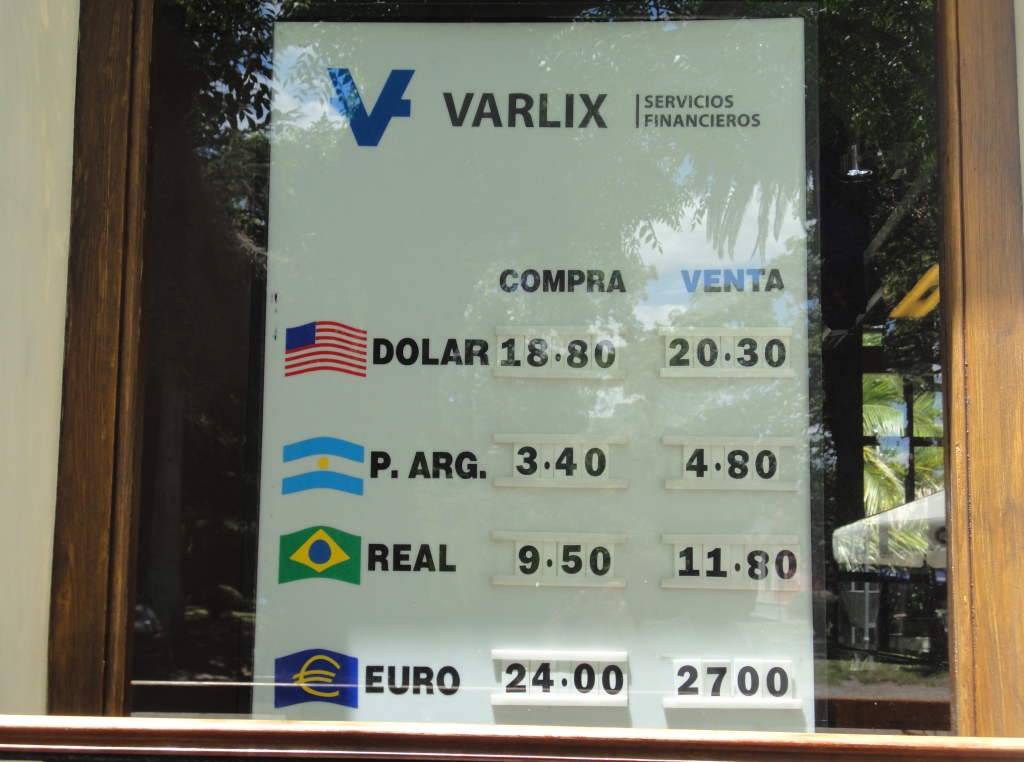 VARLIX
SERVICIOS
FINANCIEROS
COMPRA VENTA
DOLAR 18.80 20.30
P. ARG. 3.40 4.80
REAL 9.50 11.80
€ EURO 24.00 2700